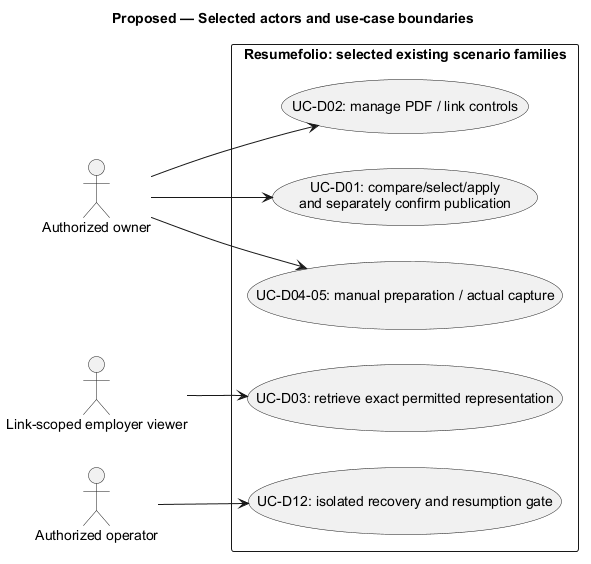 Proposed — Selected actors and use-case boundaries
Resumefolio: selected existing scenario families
UC-D02: manage PDF / link controls
UC-D01: compare/select/apply
and separately confirm publication
Authorized owner
UC-D04-05: manual preparation / actual capture
UC-D03: retrieve exact permitted representation
Link-scoped employer viewer
UC-D12: isolated recovery and resumption gate
Authorized operator